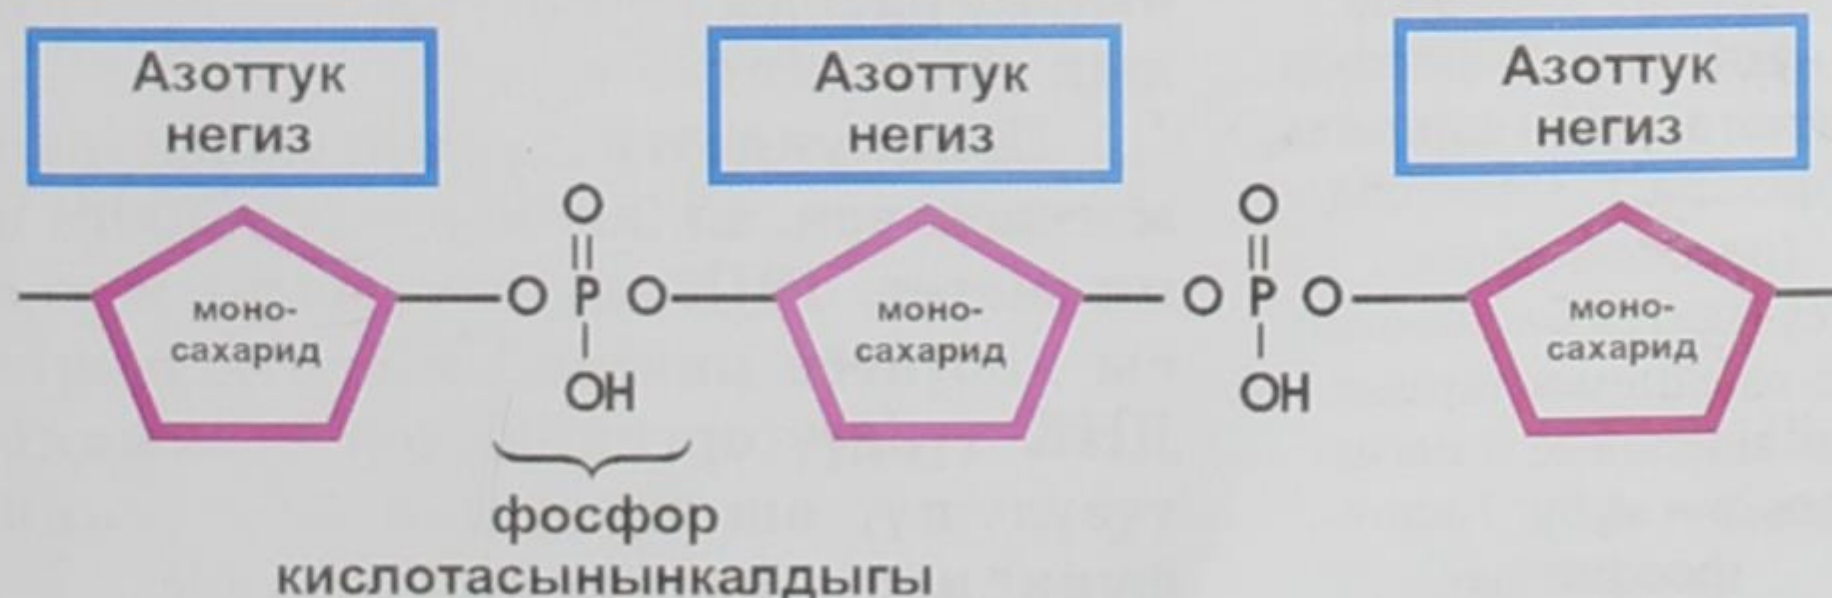 Азоттук
негиз
Азоттук
негиз
Азоттук
негиз
моно-
сахарид
O
P
O
O
OH
моно-
сахарид
O
P
O
O
OH
моно-
сахарид
фосфор
кислотасынынкалдыгы